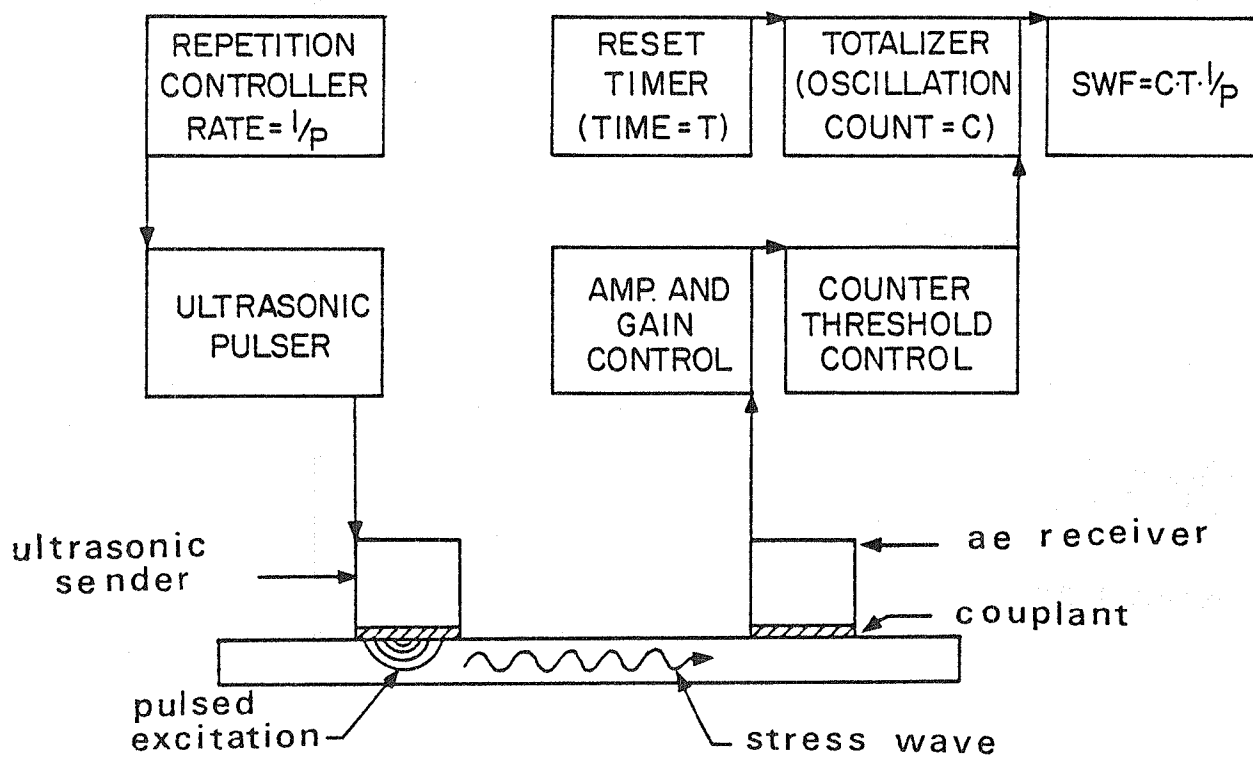 REPETITION
CONTROLLER
RATE = 1/P
RESET
TIMER
(TIME = T)
TOTALIZER
(OSCILLATION
COUNT = C)
SWF = C·T·1/P
ULTRASONIC
PULSER
AMP. AND
GAIN
CONTROL
COUNTER
THRESHOLD
CONTROL
ultrasonic
sender
ae receiver
couplant
pulsed
excitation
stress wave